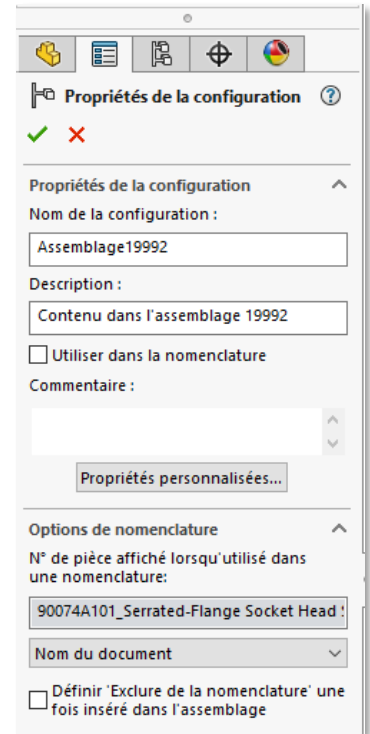 Propriétés de la configuration
Propriétés de la configuration
Nom de la configuration :
Assemblage19992
Description :
Contenu dans l'assemblage 19992
Utiliser dans la nomenclature
Commentaire :
Propriétés personnalisées...
Options de nomenclature
N° de pièce affiché lorsqu'utilisé dans
une nomenclature:
90074A101_Serrated-Flange Socket Head
Nom du document
Définir 'Exclure de la nomenclature' une
fois inséré dans l'assemblage